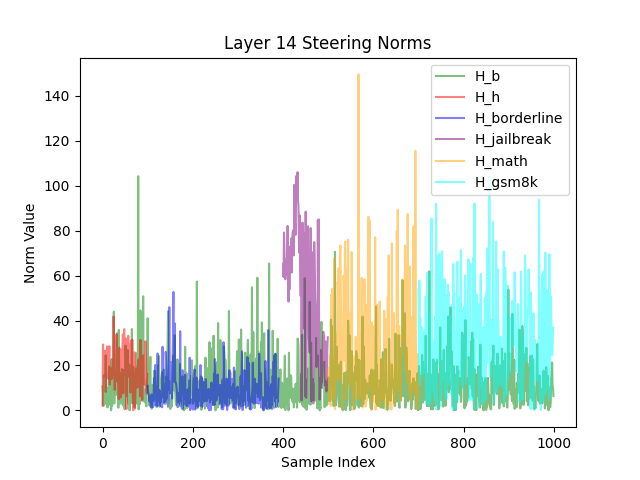 Layer 14 Steering Norms
Norm Value
140
120
100
80
60
40
20
0
H_b
H_h
H_borderline
H_jailbreak
H_math
H_gsm8k
0
200
400
600
800
1000
Sample Index